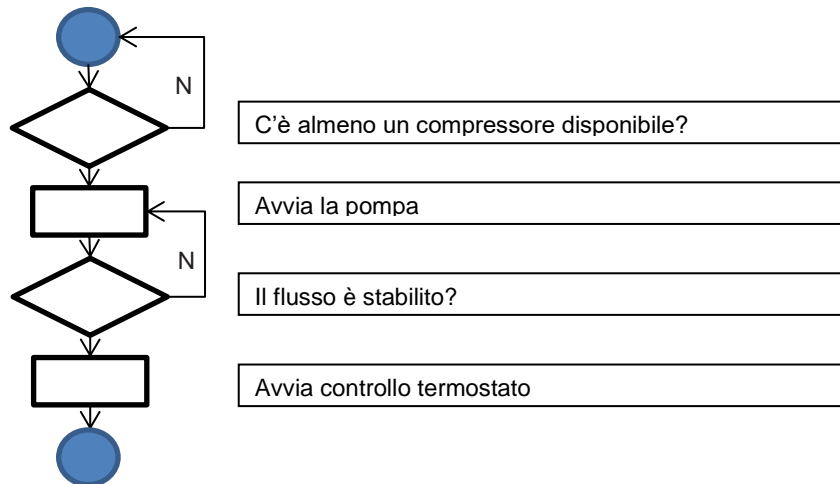 N
C'è almeno un compressore disponibile?
Avvia la pompa
N
Il flusso è stabilito?
Avvia controllo termostato